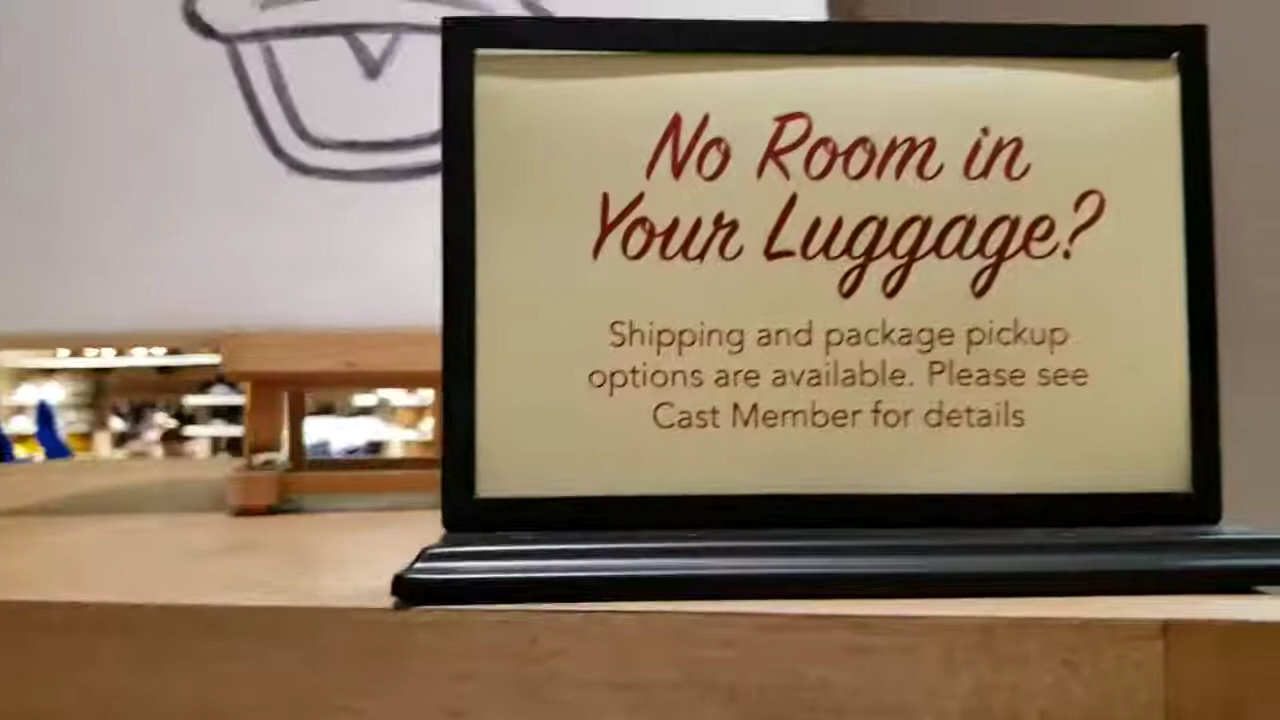 No Room in
Your Luggage?
Shipping and package pickup
options are available. Please see
Cast Member for details